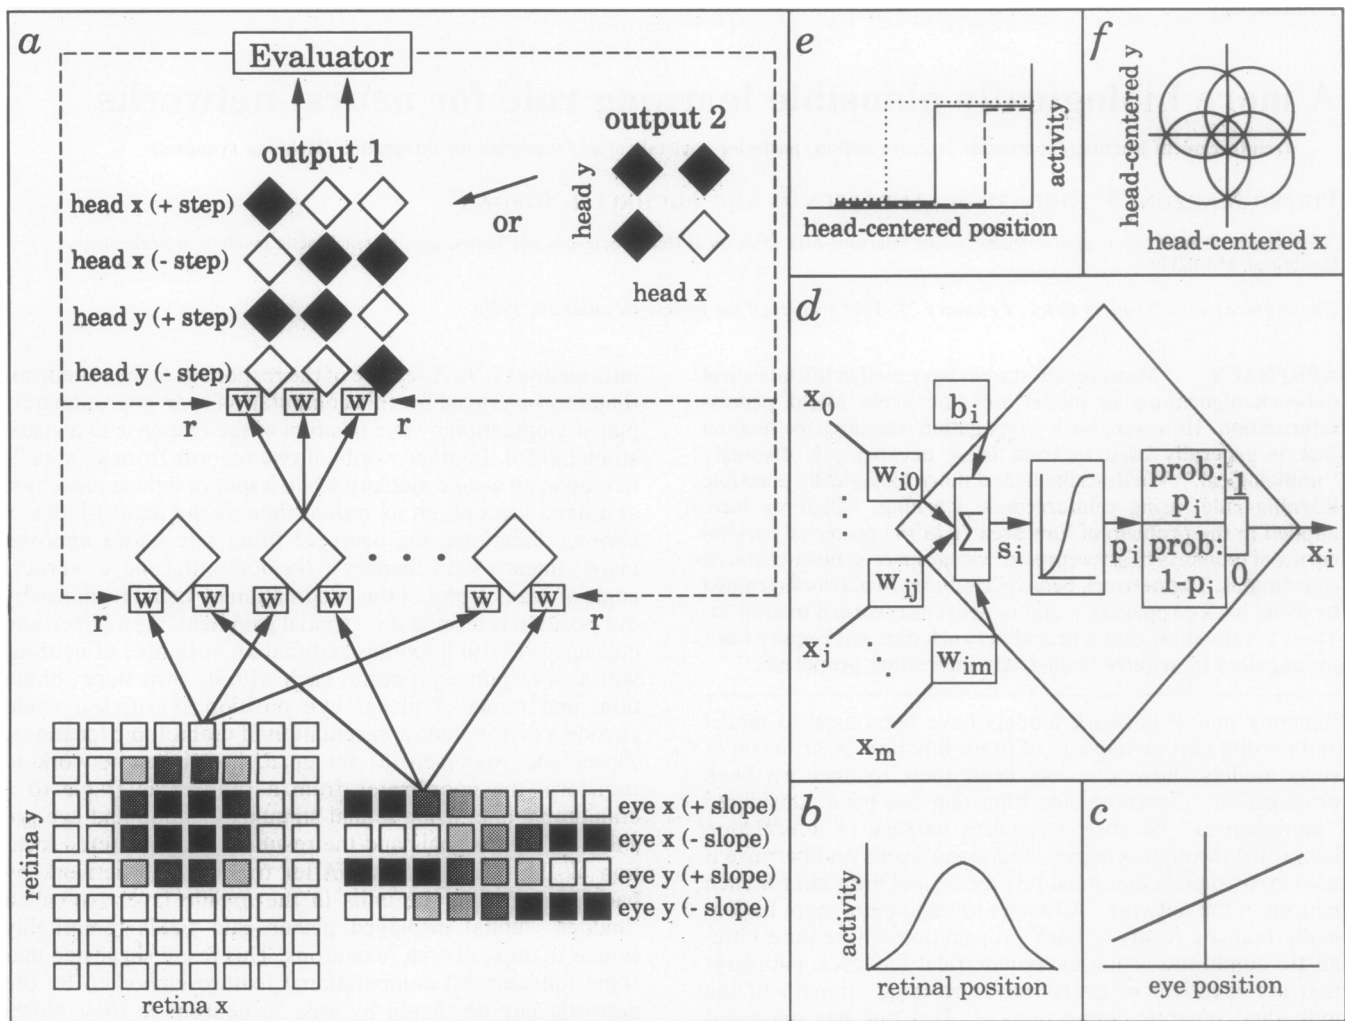 a
Evaluator
output 1
output 2
head x (+ step)
head x (- step)
head y (+ step)
head y (- step)
or
head y
head x
r
w w w
r
r
w w w w w w
r
retina y
retina x
eye x (+ slope)
eye x (- slope)
eye y (+ slope)
eye y (- slope)
e
activity
head-centered position
f
head-centered y
head-centered x
d
x0
bi
wi0
Σ
si
wij
xj
wim
xm
pi
prob:
pi
1
prob:
1-pi
0
xi
b
activity
retinal position
c
eye position